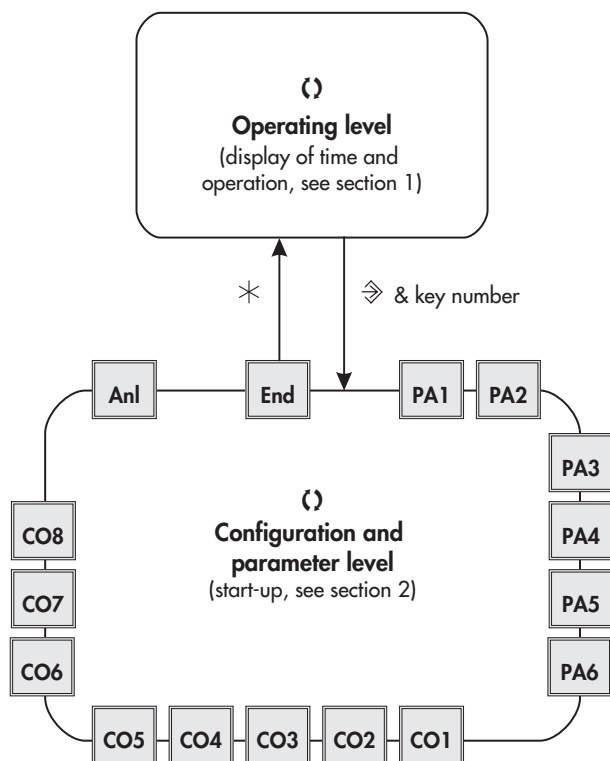 Operating level
(display of time and
operation, see section 1)
& key number
Anl
End
PA1
PA2
PA3
PA4
PA5
PA6
Configuration and
parameter level
(start-up, see section 2)
CO8
CO7
CO6
CO5
CO4
CO3
CO2
CO1